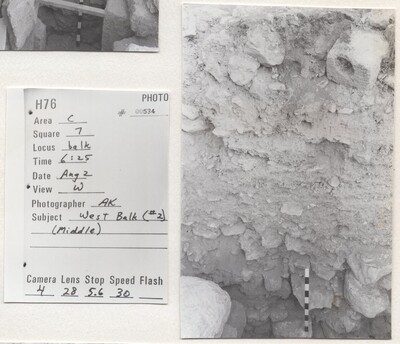 PHOTO
H76
# 00534
Area C
Square 7
Locus balk
Time 6:25
Date Aug 2
View W
Photographer AK
Subject West Balk (#2)
(Middle)
Camera Lens Stop Speed Flash
4 28 5.6 30